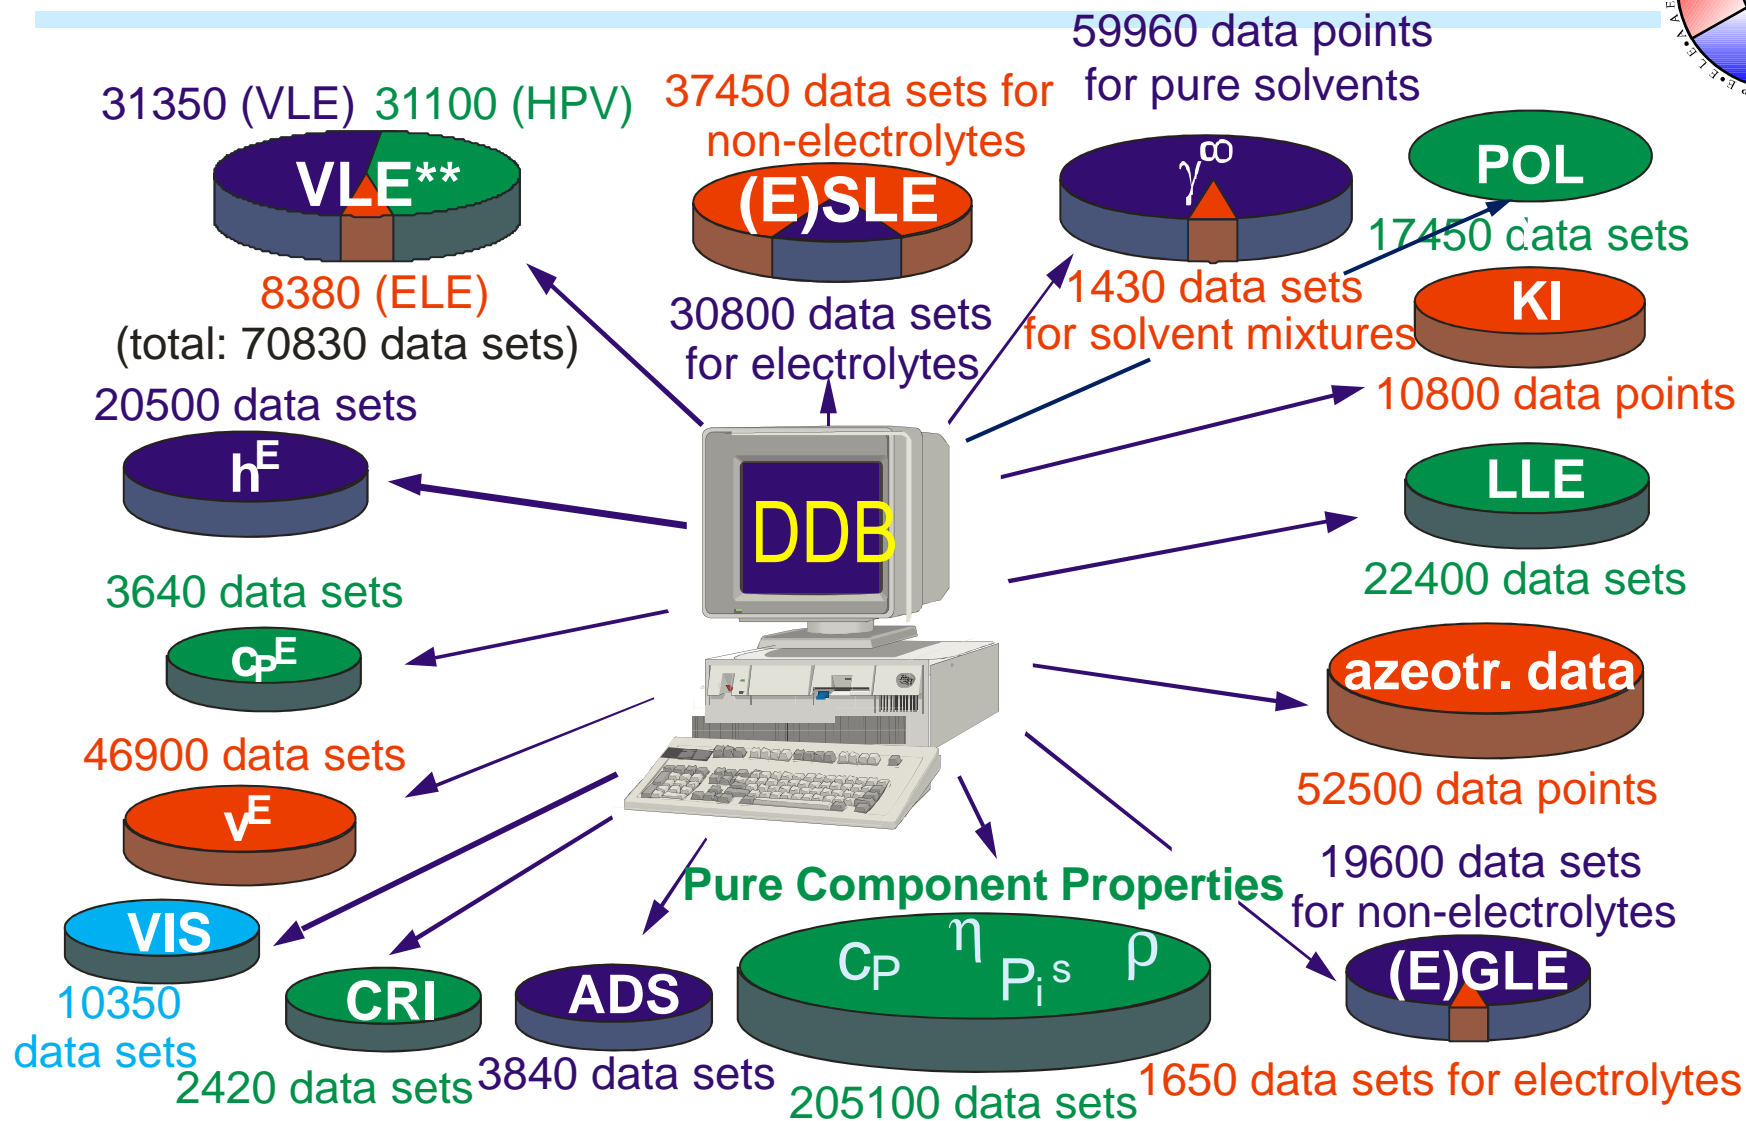 59960 data points
for pure solvents
31350 (VLE) 31100 (HPV)
VLE**
8380 (ELE)
(total: 70830 data sets)
37450 data sets for
non-electrolytes
(E)SLE
30800 data sets
for electrolytes
γ∞
1430 data sets
for solvent mixtures
POL
17450 data sets
KI
10800 data points
20500 data sets
hE
DDB
LLE
22400 data sets
3640 data sets
cPE
azeotr. data
52500 data points
46900 data sets
vE
VIS
10350
data sets
CRI
2420 data sets
ADS
3840 data sets
Pure Component Properties
cP η Pis ρ
205100 data sets
19600 data sets
for non-electrolytes
(E)GLE
1650 data sets for electrolytes